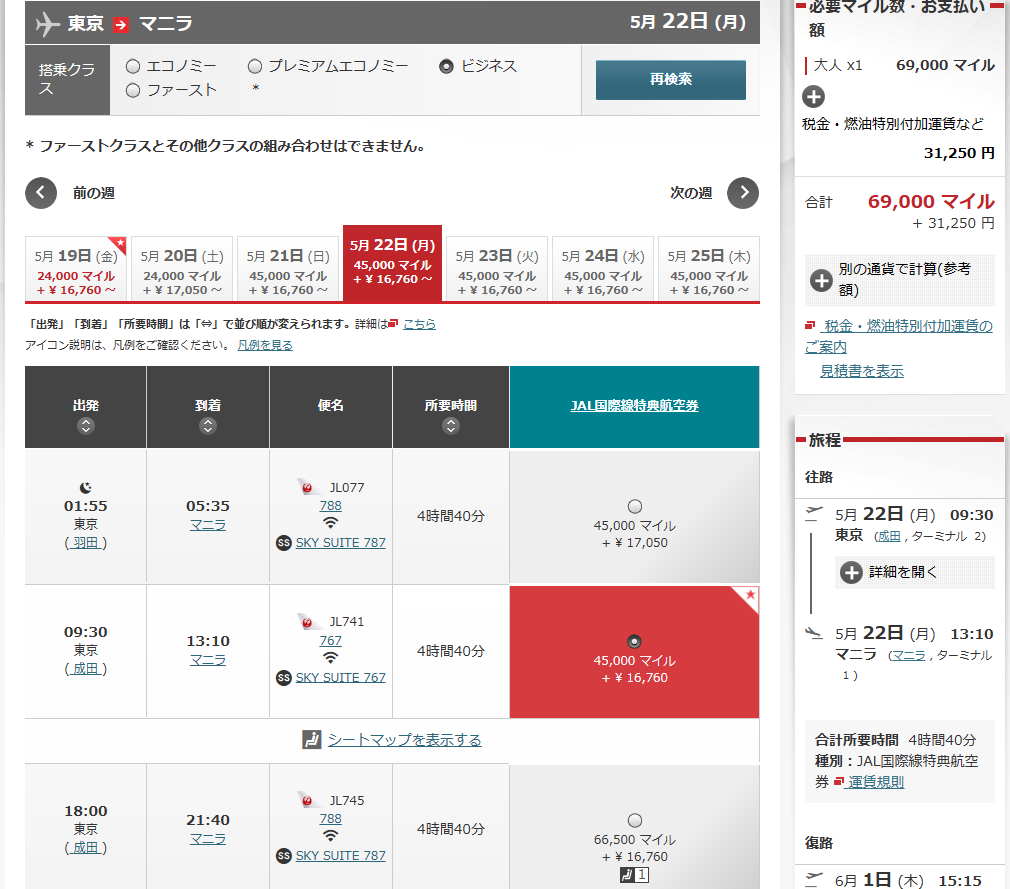 東京 マニラ 5月 22日 (月)
搭乗クラス
エコノミー プレミアムエコノミー ビジネス
ファースト *
再検索
* ファーストクラスとその他クラスの組み合わせはできません。
前の週 次の週
5月 19日 (金) 5月 20日 (土) 5月 21日 (日) 5月 22日 (月) 5月 23日 (火) 5月 24日 (水) 5月 25日 (木)
24,000 マイル 24,000 マイル 45,000 マイル 45,000 マイル 45,000 マイル 45,000 マイル 45,000 マイル
+ ¥ 16,760 ～ + ¥ 17,050 ～ + ¥ 16,760 ～ + ¥ 16,760 ～ + ¥ 16,760 ～ + ¥ 16,760 ～ + ¥ 16,760 ～
「出発」「到着」「所要時間」は「⇔」で並び順が変えられます。詳細は こちら
アイコン説明は、凡例をご確認ください。 凡例を見る
出発 到着 便名 所要時間 JAL国際線特典航空券
01:55
東京
( 羽田 )
05:35
マニラ
JL077
788
SS SKY SUITE 787
4時間40分
45,000 マイル
+ ¥ 17,050
09:30
東京
( 成田 )
13:10
マニラ
JL741
767
SS SKY SUITE 767
4時間40分
45,000 マイル
+ ¥ 16,760
シートマップを表示する
18:00
東京
( 成田 )
21:40
マニラ
JL745
788
SS SKY SUITE 787
4時間40分
66,500 マイル
+ ¥ 16,760
1
必要マイル数・お支払い
額
大人 x1 69,000 マイル
税金・燃油特別付加運賃など
31,250 円
合計 69,000 マイル
+ 31,250 円
別の通貨で計算(参考
額)
税金・燃油特別付加運賃の
ご案内
見積書を表示
旅程
往路
5月 22日 (月) 09:30
東京 (成田 , ターミナル 2)
詳細を開く
5月 22日 (月) 13:10
マニラ (マニラ , ターミナル
1 )
合計所要時間 4時間40分
種別：JAL国際線特典航空
券 運賃規則
復路
6月 1日 (木) 15:15